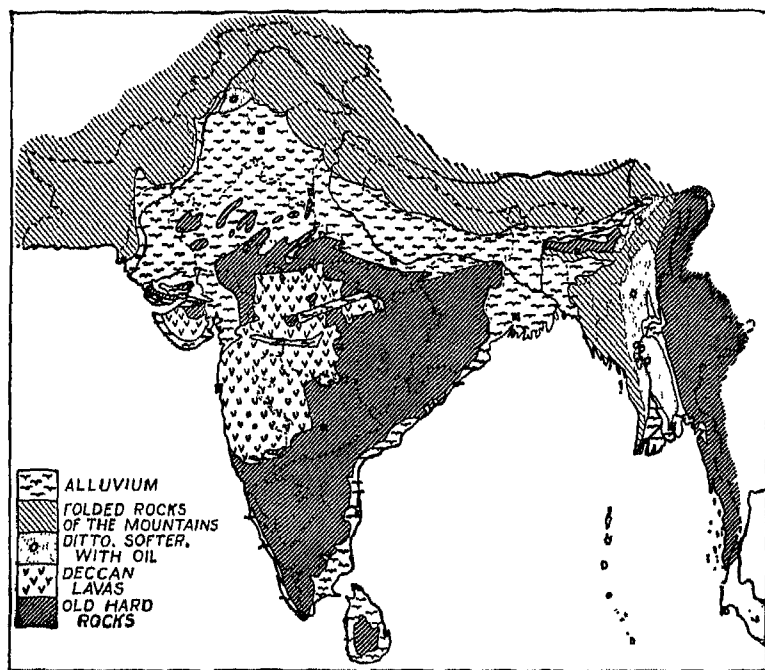 ALLUVIUM
FOLDED ROCKS
OF THE MOUNTAINS
DITTO, SOFTER,
WITH OIL
DECCAN
LAVAS
OLD HARD
ROCKS